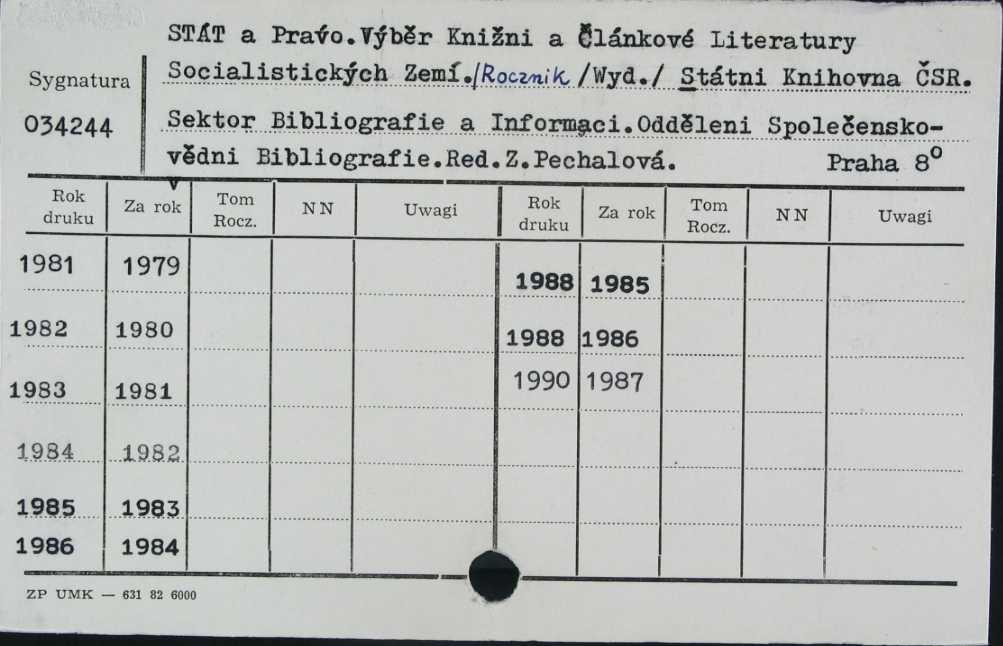 STÁT a Pravo. Výběr Knižni a Článkové Literatury
Socialistických Zemí./Rocznik/Wyd./ Státni Knihovna ČSR.
Sygnatura
034244
Sektor Bibliografie a Informaci. Odděleni Společensko-
vědni Bibliografie. Red. Z. Pechalová. Praha 8°
Rok druku Za rok Tom Rocz. NN Uwagi Rok druku Za rok Tom Rocz. NN Uwagi
1981 1979 1988 1985
1982 1980 1988 1986
1983 1981 1990 1987
1984 1982
1985 1983
1986 1984
ZP UMK — 631 82 6000